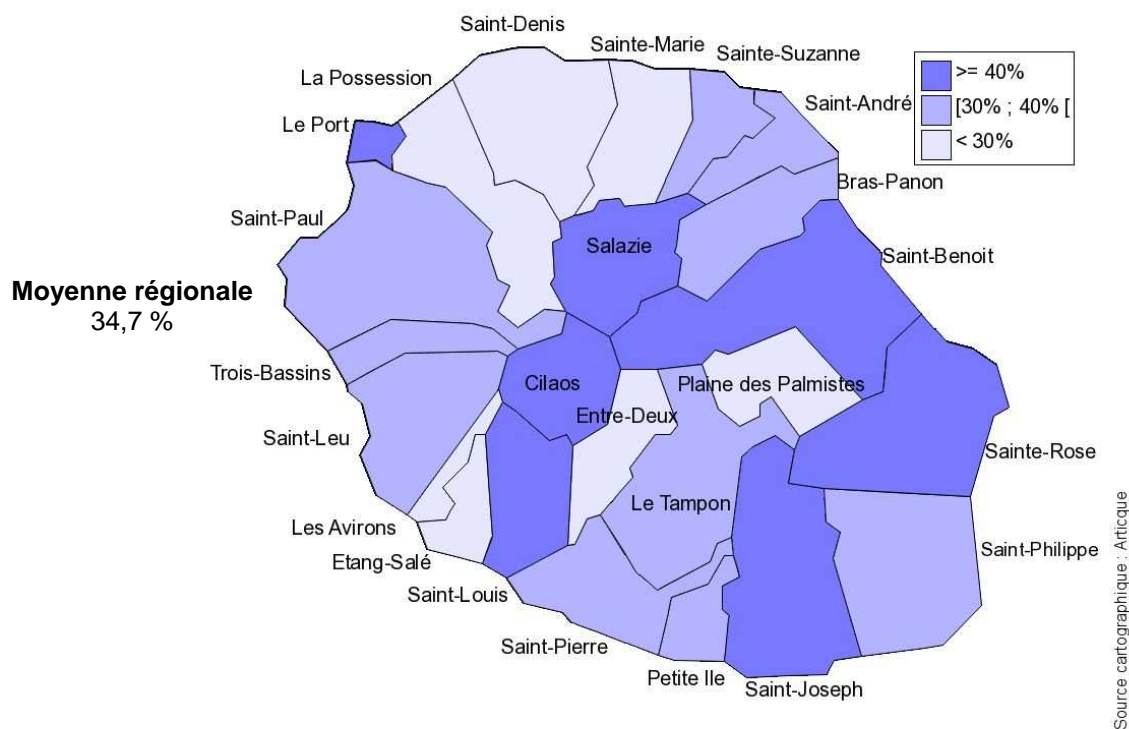 Saint-Denis
Sainte-Marie
Sainte-Suzanne
La Possession
>= 40%
[30% ; 40% [
< 30%
Saint-André
Le Port
Bras-Panon
Saint-Paul
Salazie
Saint-Benoit
Moyenne régionale
34,7 %
Trois-Bassins
Cilaos
Plaine des Palmistes
Entre-Deux
Saint-Leu
Sainte-Rose
Le Tampon
Les Avirons
Saint-Philippe
Etang-Salé
Saint-Louis
Saint-Pierre
Petite Ile
Saint-Joseph
Source cartographique : Articque